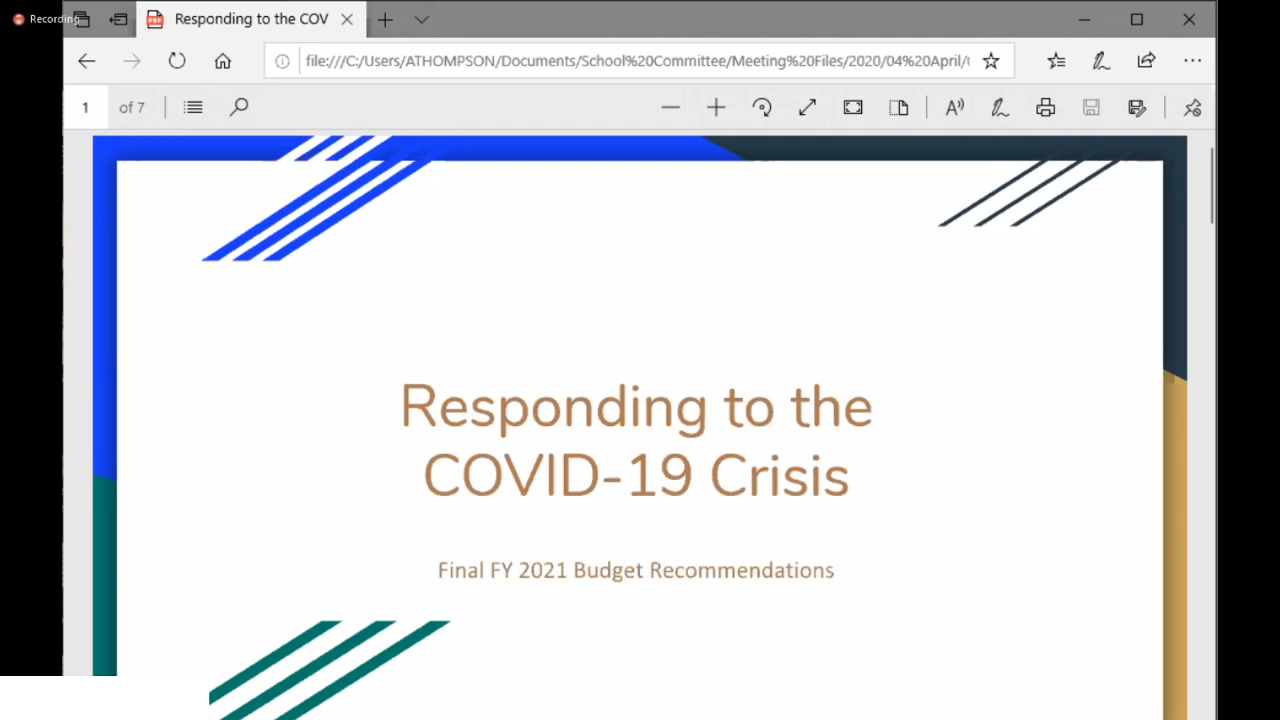 Recording
PDF
Responding to the COV
file:///C:/Users/ATHOMPSON/Documents/School%20Committee/Meeting%20Files/2020/04%20April/
1 of 7
Responding to the
COVID-19 Crisis
Final FY 2021 Budget Recommendations